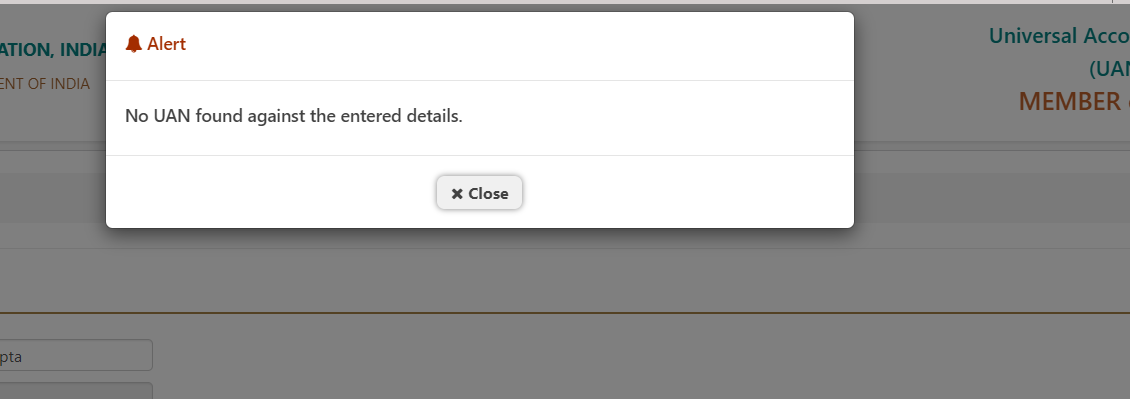 Alert
ATION, INDIA
ENT OF INDIA
Universal Acco
(UAN
MEMBER
No UAN found against the entered details.
Close
pta